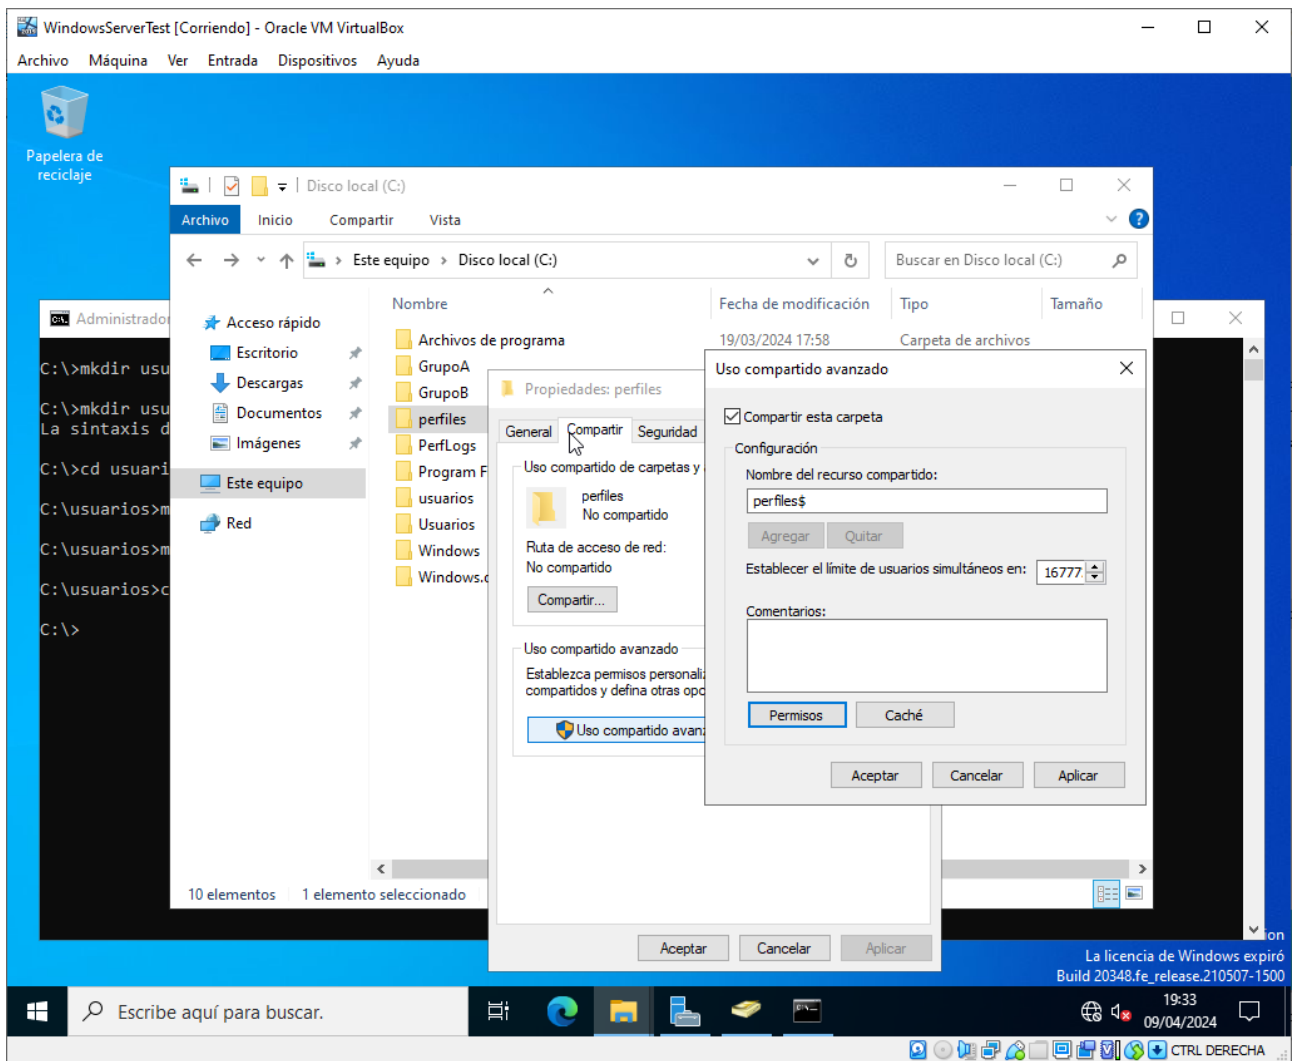 WindowsServerTest [Corriendo] - Oracle VM VirtualBox
Archivo Máquina Ver Entrada Dispositivos Ayuda
Papelera de
reciclaje
Disco local (C:)
Archivo Inicio Compartir Vista
Este equipo > Disco local (C:)
Buscar en Disco local (C:)
Acceso rápido
Escritorio
Descargas
Documentos
Imágenes
Este equipo
Red
Nombre Fecha de modificación Tipo Tamaño
Archivos de programa 19/03/2024 17:58 Carpeta de archivos
GrupoA
GrupoB
perfiles
PerfLogs
Program F
usuarios
Usuarios
Windows
Windows.
10 elementos 1 elemento seleccionado
Administrador
C:\>mkdir usu
C:\>mkdir usu
La sintaxis d
C:\>cd usuari
C:\usuarios>m
C:\usuarios>m
C:\usuarios>c
C:\>
Propiedades: perfiles
General Compartir Seguridad
Uso compartido de carpetas y
perfiles
No compartido
Ruta de acceso de red:
No compartido
Compartir...
Uso compartido avanzado
Establezca permisos personali
compartidos y defina otras opc
Uso compartido avan
Aceptar Cancelar Aplicar
Uso compartido avanzado
Compartir esta carpeta
Configuración
Nombre del recurso compartido:
perfiles$
Agregar Quitar
Establecer el límite de usuarios simultáneos en: 16777
Comentarios:
Permisos Caché
Aceptar Cancelar Aplicar
ion
La licencia de Windows expiró
Build 20348.fe_release.210507-1500
Escribe aquí para buscar.
19:33
09/04/2024
CTRL DERECHA